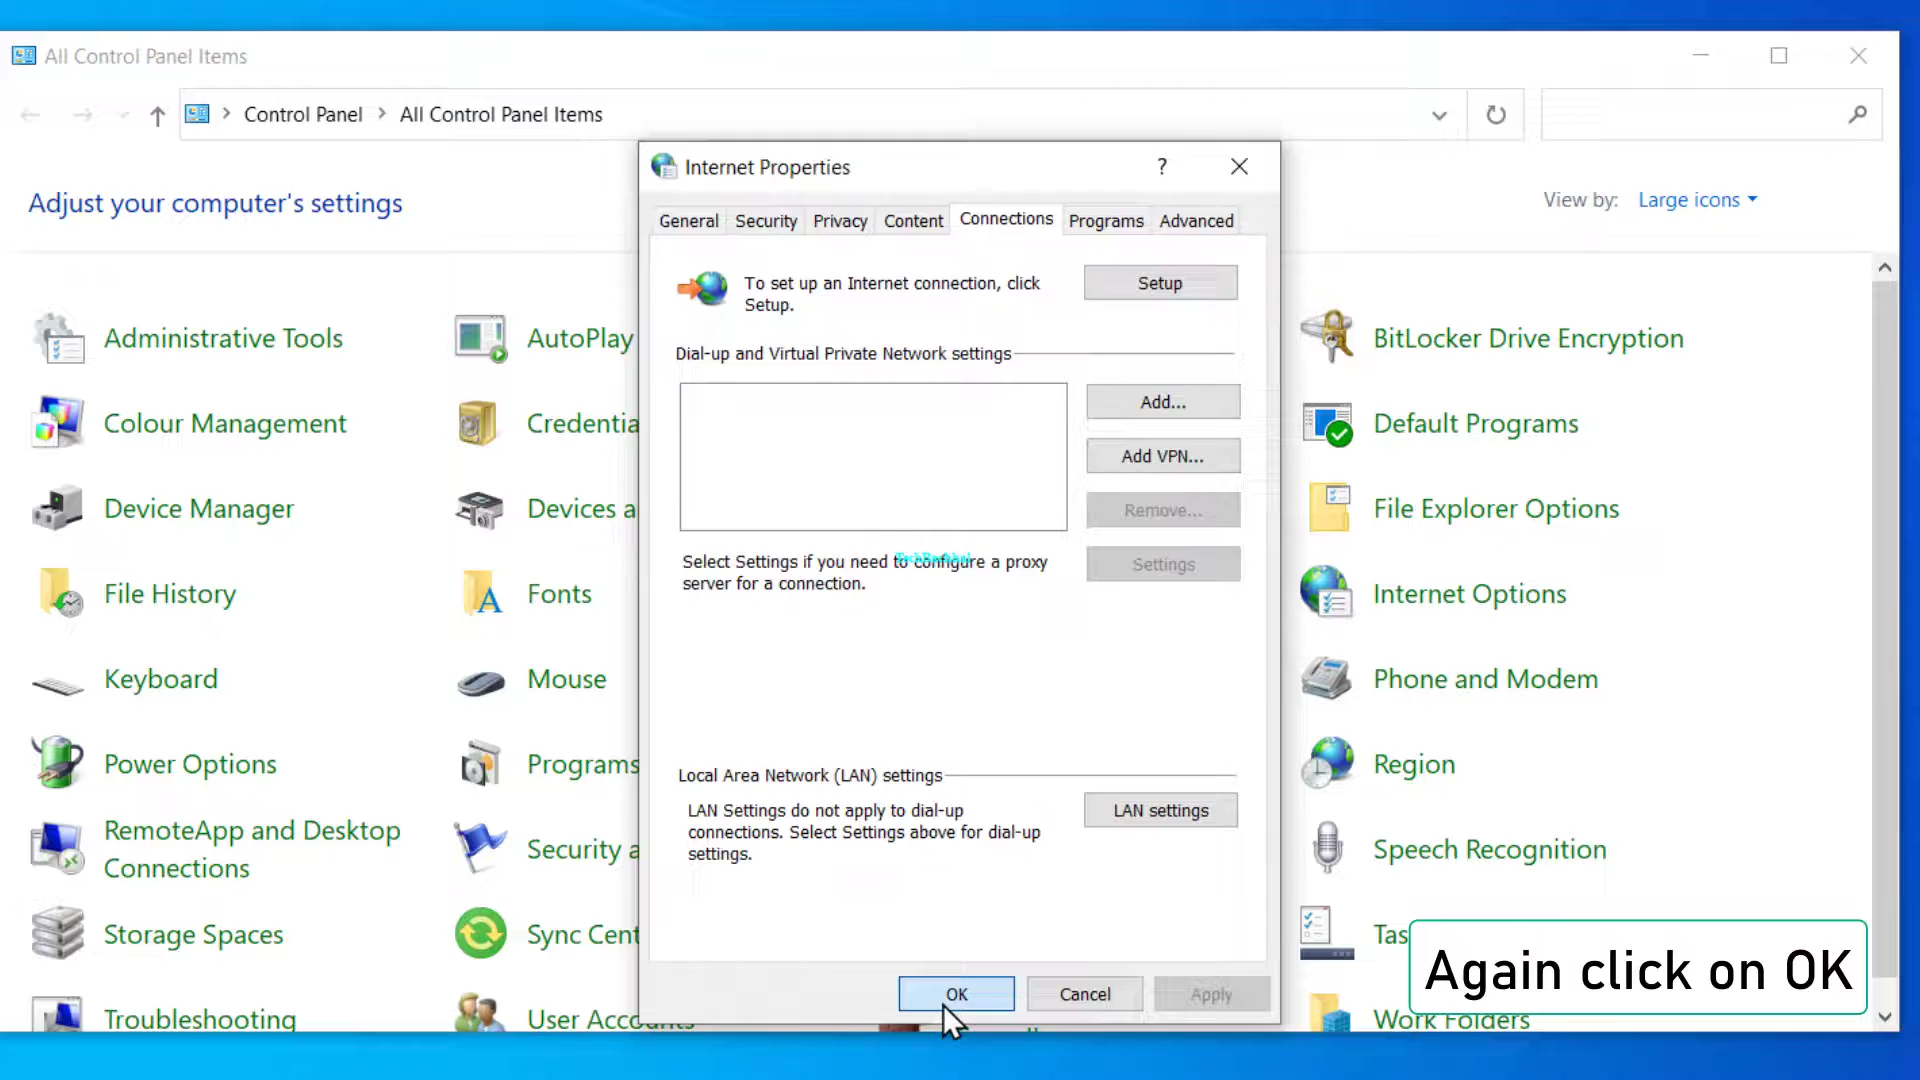 All Control Panel Items
Control Panel > All Control Panel Items
Adjust your computer's settings
View by: Large icons
Administrative Tools
AutoPlay
BitLocker Drive Encryption
Colour Management
Credentia
Default Programs
Device Manager
Devices a
File Explorer Options
File History
Fonts
Internet Options
Keyboard
Mouse
Phone and Modem
Power Options
Programs
Region
RemoteApp and Desktop
Connections
Security a
Speech Recognition
Storage Spaces
Sync Cent
Tas
Troubleshooting
User Accounts
Work Folders
Internet Properties
?
General Security Privacy Content Connections Programs Advanced
To set up an Internet connection, click
Setup.
Setup
Dial-up and Virtual Private Network settings
Add...
Add VPN...
Remove...
Select Settings if you need to configure a proxy
server for a connection.
Settings
Local Area Network (LAN) settings
LAN Settings do not apply to dial-up
connections. Select Settings above for dial-up
settings.
LAN settings
OK Cancel Apply
Again click on OK